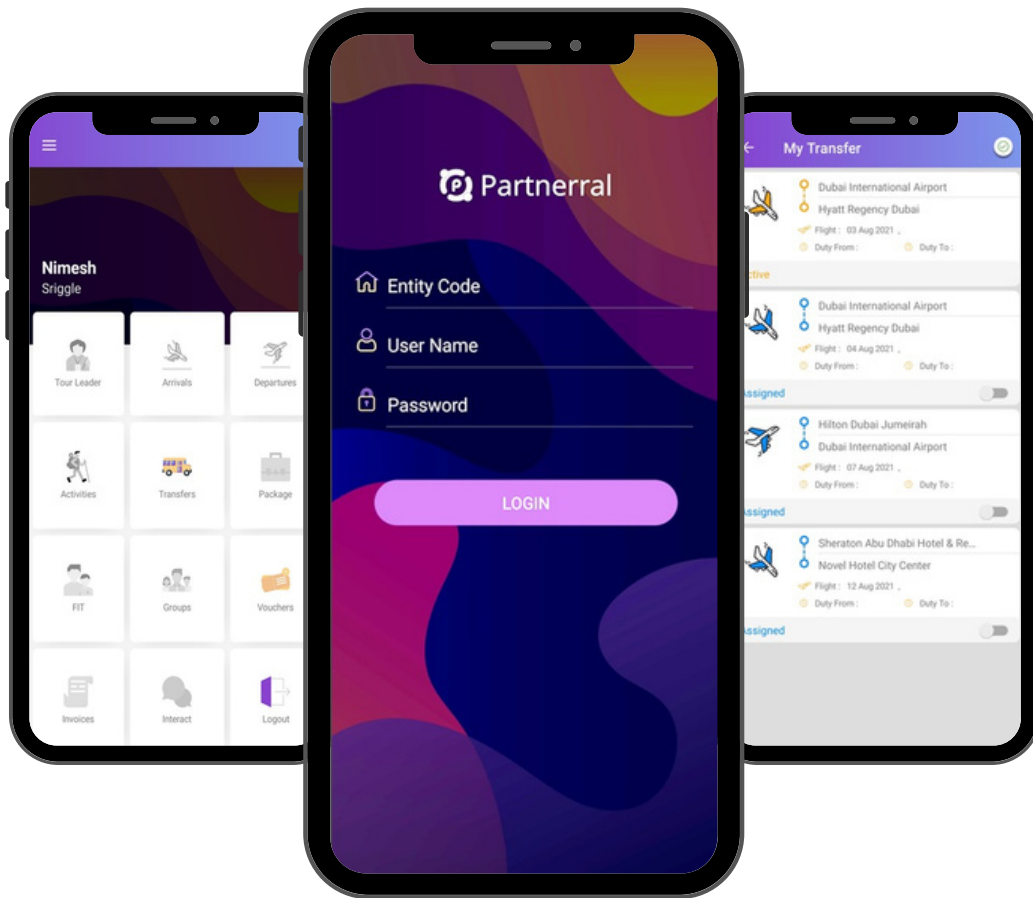 Nimesh
Sriggle
Tour Leader
Arrivals
Departures
Activities
Transfers
Package
FIT
Groups
Vouchers
Invoices
Interact
Logout
Partnerral
Entity Code
User Name
Password
LOGIN
My Transfer
Dubai International Airport
Hyatt Regency Dubai
Flight : 03 Aug 2021 ,
Duty From : Duty To :
ctive
Dubai International Airport
Hyatt Regency Dubai
Flight : 04 Aug 2021 ,
Duty From : Duty To :
ssigned
Hilton Dubai Jumeirah
Dubai International Airport
Flight : 07 Aug 2021 ,
Duty From : Duty To :
ssigned
Sheraton Abu Dhabi Hotel & Re...
Novel Hotel City Center
Flight : 12 Aug 2021 ,
Duty From : Duty To :
ssigned